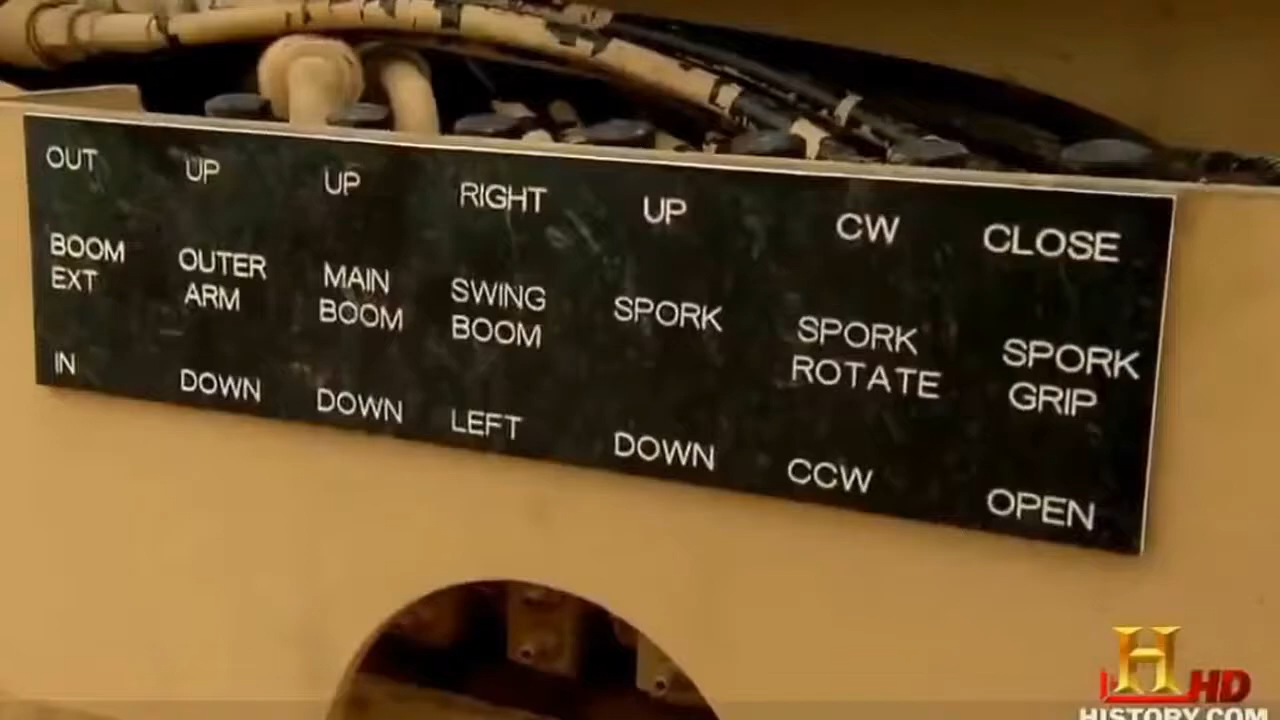 OUT UP UP RIGHT UP CW CLOSE
BOOM EXT OUTER ARM MAIN BOOM SWING BOOM SPORK SPORK ROTATE SPORK GRIP
IN DOWN DOWN LEFT DOWN CCW OPEN
H HD
HISTORY.COM